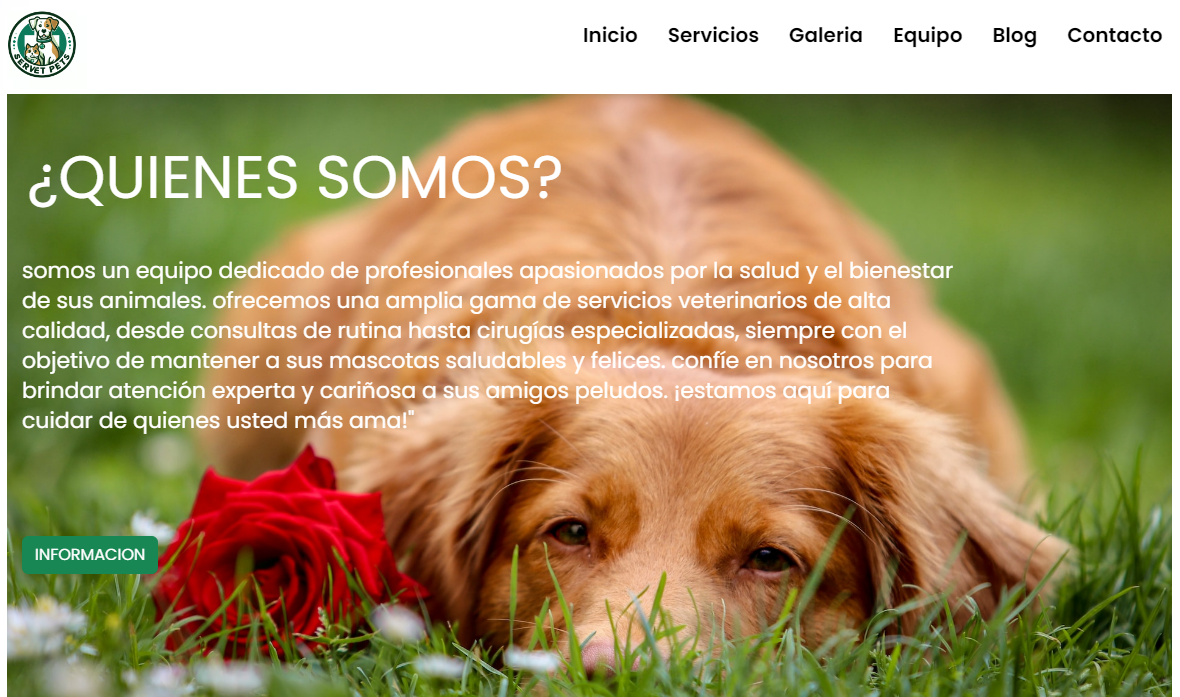 SERVET PETS
Inicio Servicios Galeria Equipo Blog Contacto
¿QUIENES SOMOS?
somos un equipo dedicado de profesionales apasionados por la salud y el bienestar
de sus animales. ofrecemos una amplia gama de servicios veterinarios de alta
calidad, desde consultas de rutina hasta cirugías especializadas, siempre con el
objetivo de mantener a sus mascotas saludables y felices. confíe en nosotros para
brindar atención experta y cariñosa a sus amigos peludos. ¡estamos aquí para
cuidar de quienes usted más ama!"
INFORMACION